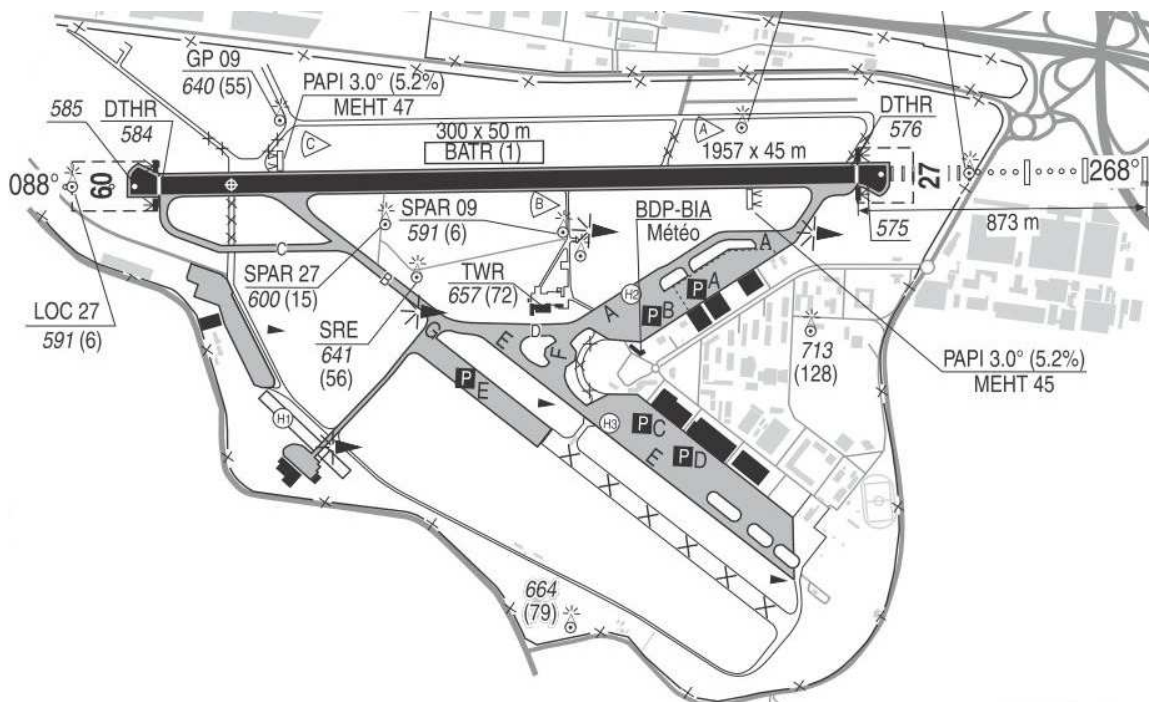 GP 09
640 (55)
PAPI 3.0° (5.2%)
MEHT 47
585
DTHR
584
C
300 x 50 m
BATR (1)
A
1957 x 45 m
DTHR
576
088°
09
27
268°
SPAR 09
591 (6)
B
BDP-BIA
Météo
575
873 m
C
A
SPAR 27
600 (15)
B
TWR
657 (72)
H2
A
P A
P B
LOC 27
591 (6)
SRE
641
(56)
G
D
E
F
713
(128)
PAPI 3.0° (5.2%)
MEHT 45
P E
H1
H3
P C
E
P D
664
(79)